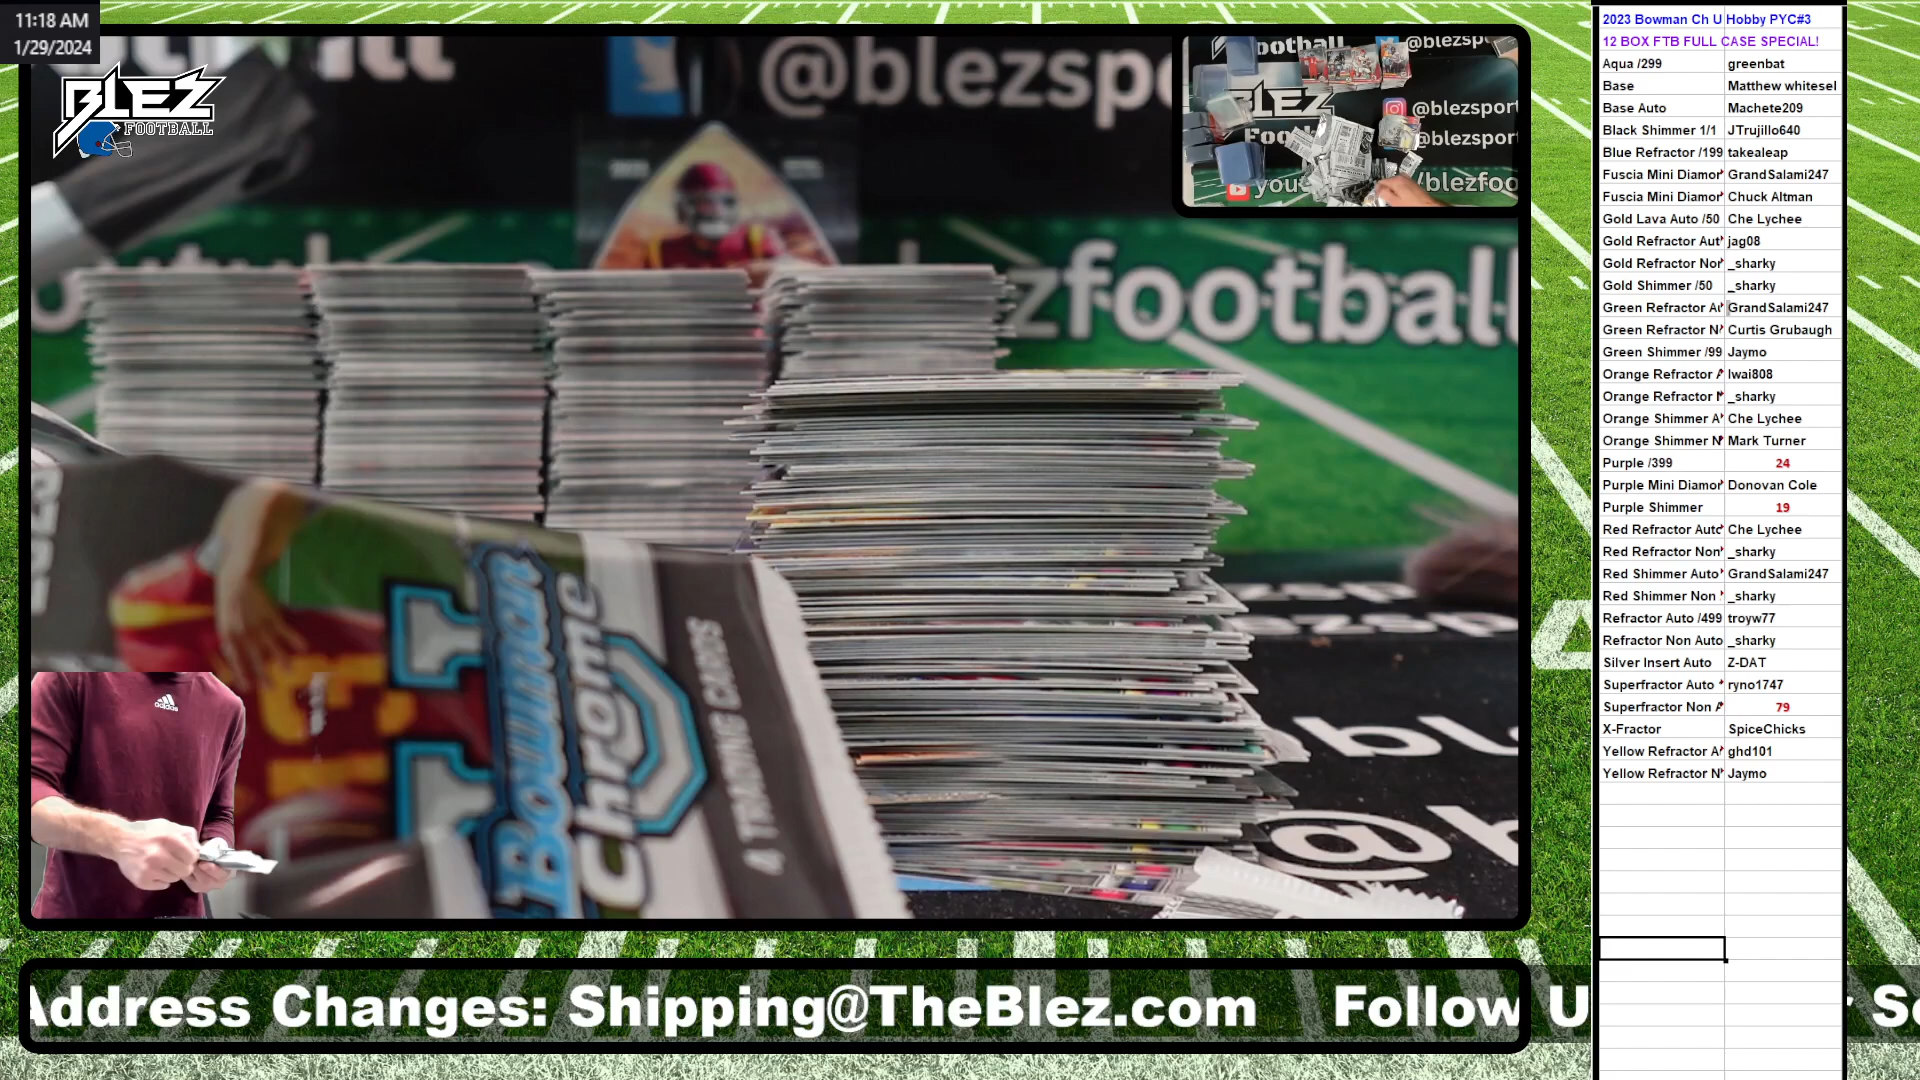 11:18 AM
1/29/2024
BLEZ
FOOTBALL
@blezspo
zfootball
Bowman
Chrome
4 TRADING CARDS
ootball
@blezsp
BLEZ
Foot
@blezsport
@blezsport
you
/blezfoo
Address Changes: Shipping@TheBlez.com Follow U
2023 Bowman Ch U Hobby PYC#3
12 BOX FTB FULL CASE SPECIAL!
Aqua /299 greenbat
Base Matthew whitesel
Base Auto Machete209
Black Shimmer 1/1 JTrujillo640
Blue Refractor /199 takealeap
Fuscia Mini Diamor GrandSalami247
Fuscia Mini Diamor Chuck Altman
Gold Lava Auto /50 Che Lychee
Gold Refractor Aut jag08
Gold Refractor Nor _sharky
Gold Shimmer /50 _sharky
Green Refractor Au GrandSalami247
Green Refractor N Curtis Grubaugh
Green Shimmer /99 Jaymo
Orange Refractor A lwai808
Orange Refractor N _sharky
Orange Shimmer A Che Lychee
Orange Shimmer N Mark Turner
Purple /399 24
Purple Mini Diamor Donovan Cole
Purple Shimmer 19
Red Refractor Auto Che Lychee
Red Refractor Non _sharky
Red Shimmer Auto GrandSalami247
Red Shimmer Non _sharky
Refractor Auto /499 troyw77
Refractor Non Auto _sharky
Silver Insert Auto Z-DAT
Superfractor Auto ryno1747
Superfractor Non A 79
X-Fractor SpiceChicks
Yellow Refractor A ghd101
Yellow Refractor N Jaymo